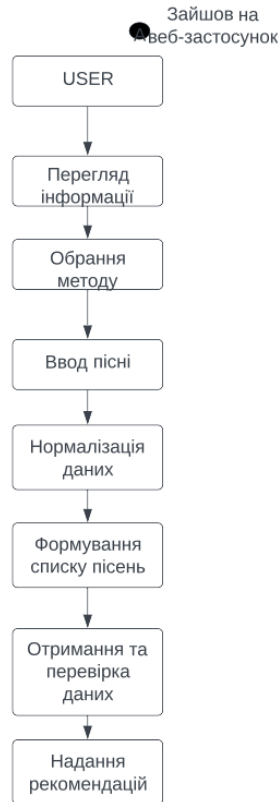 Зайшов на
Авеб-застосунок
USER
Перегляд
інформації
Обрання
методу
Ввод пісні
Нормалізація
даних
Формування
списку пісень
Отримання та
перевірка
даних
Надання
рекомендацій